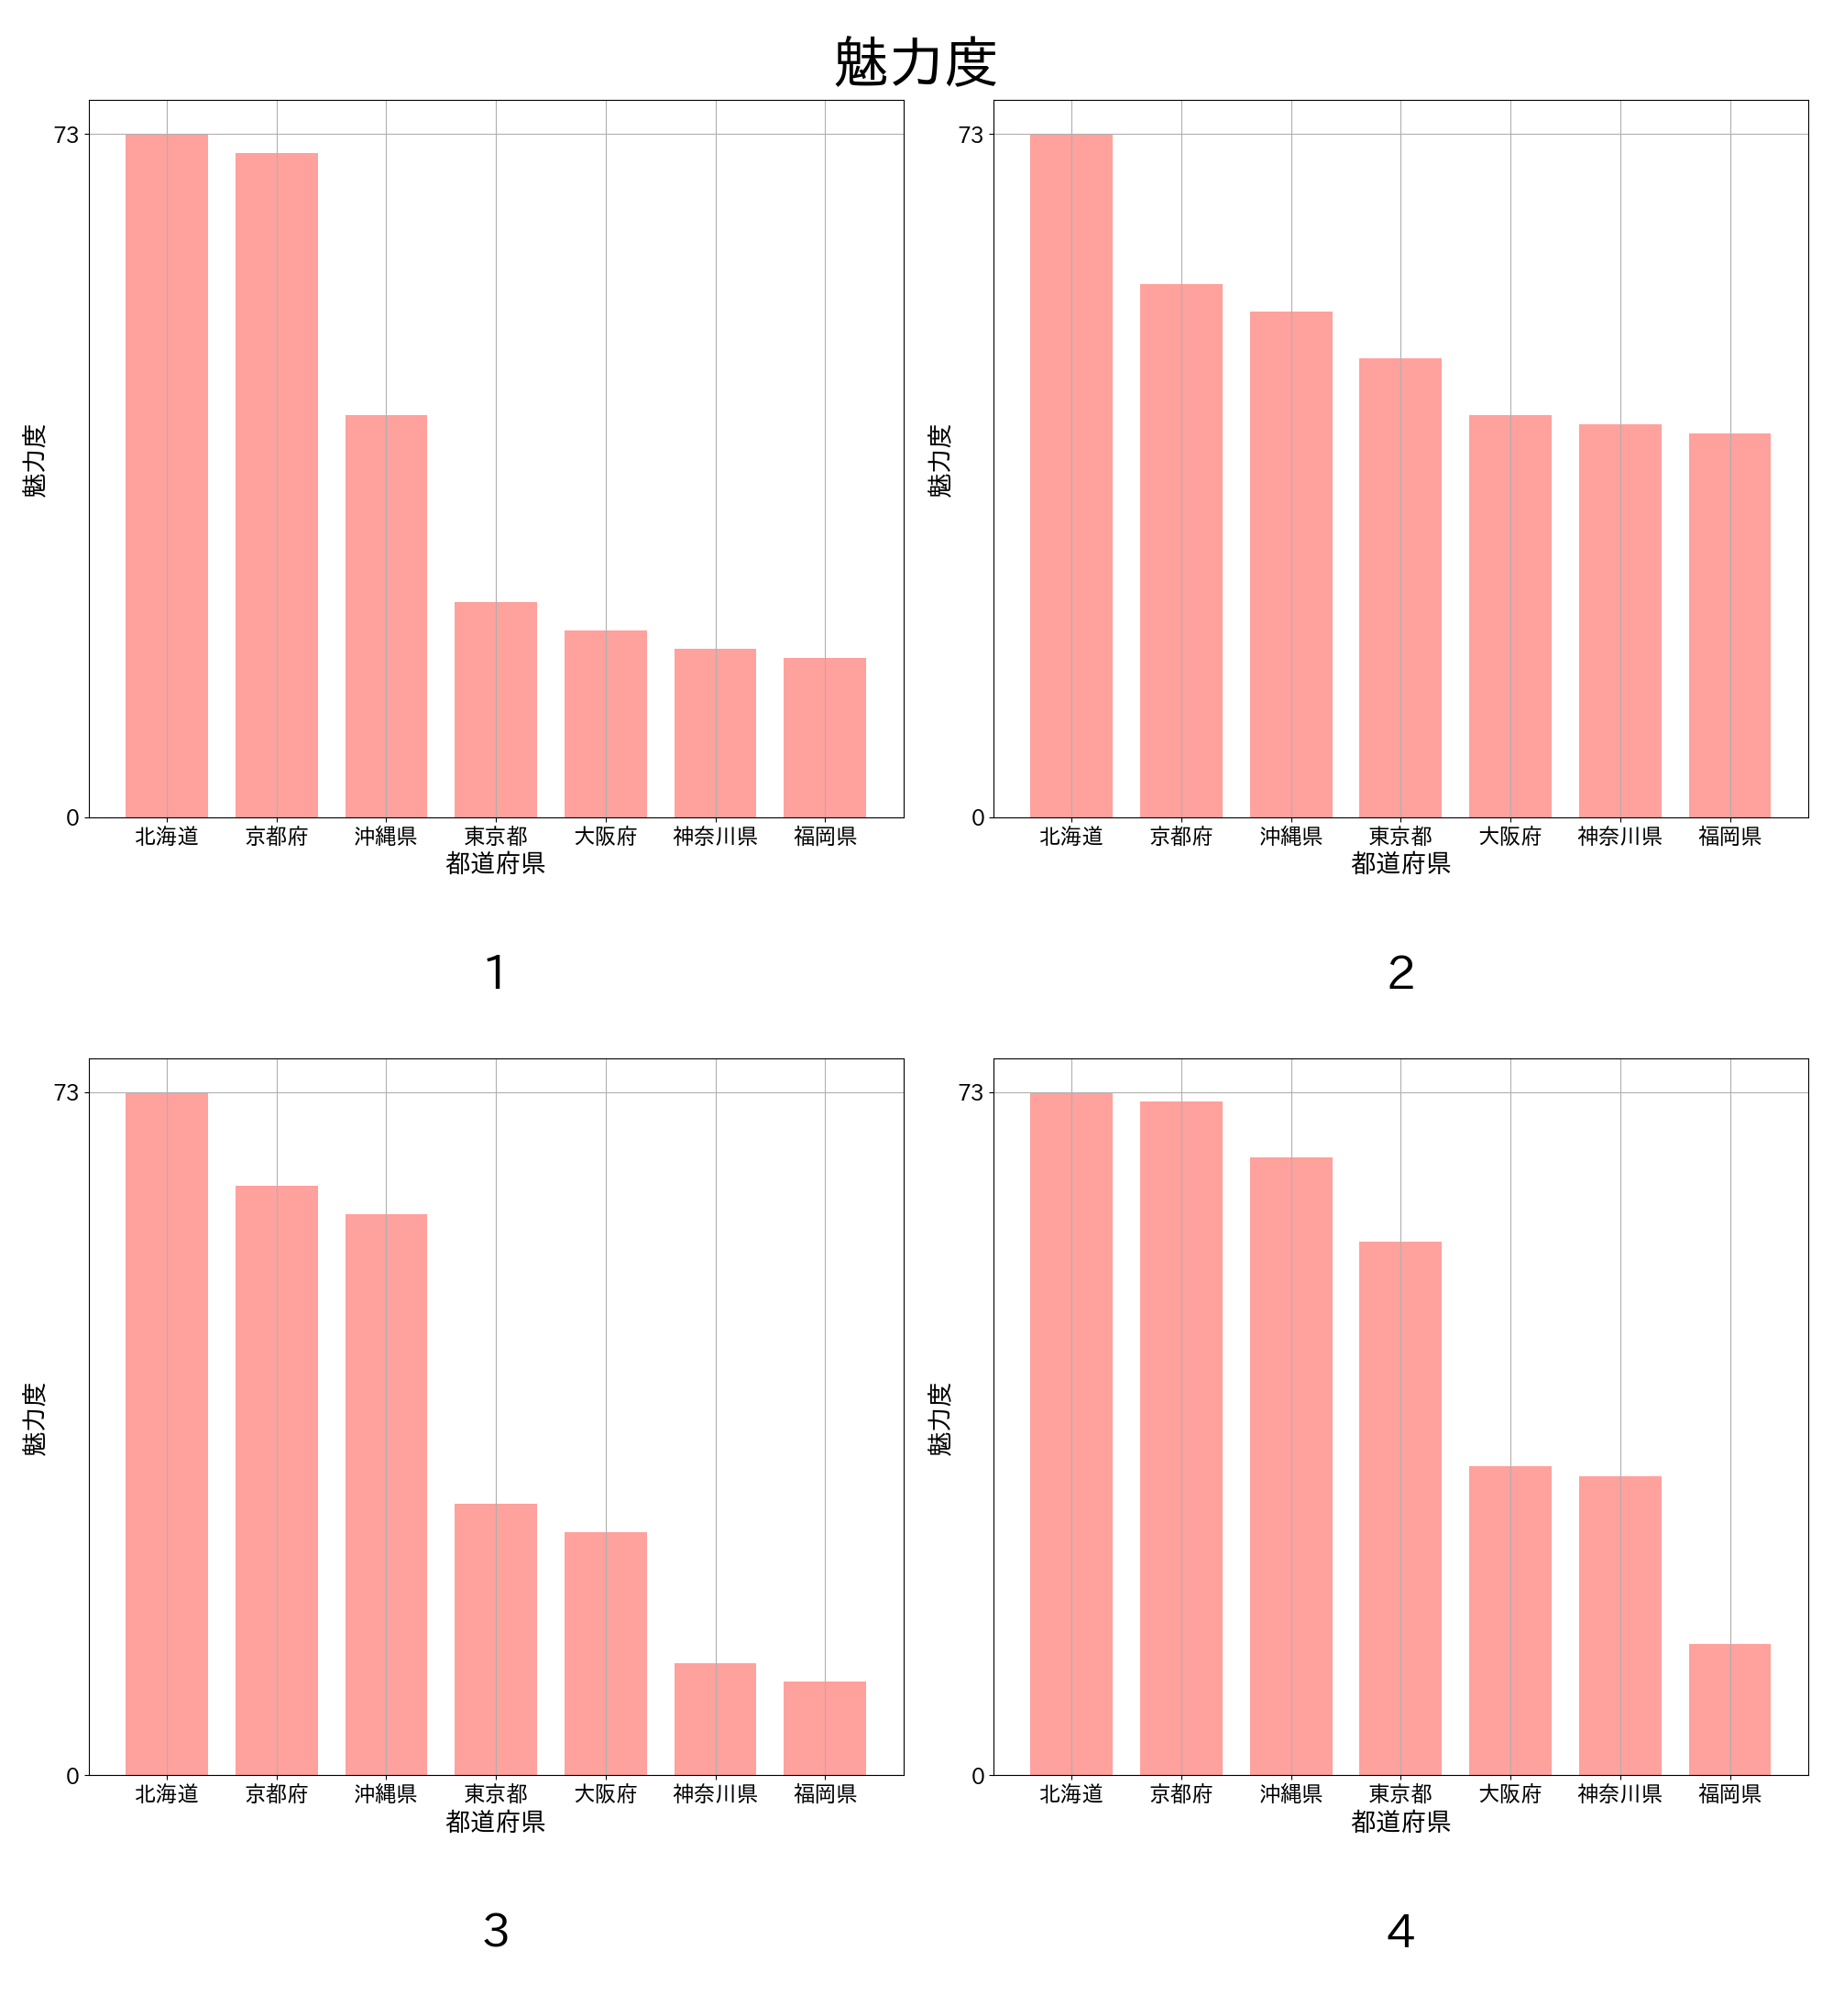 魅力度
73
73
魅力度
魅力度
0
0
北海道 京都府 沖縄県 東京都 大阪府 神奈川県 福岡県
北海道 京都府 沖縄県 東京都 大阪府 神奈川県 福岡県
都道府県
都道府県
1
2
73
73
魅力度
魅力度
0
0
北海道 京都府 沖縄県 東京都 大阪府 神奈川県 福岡県
北海道 京都府 沖縄県 東京都 大阪府 神奈川県 福岡県
都道府県
都道府県
3
4